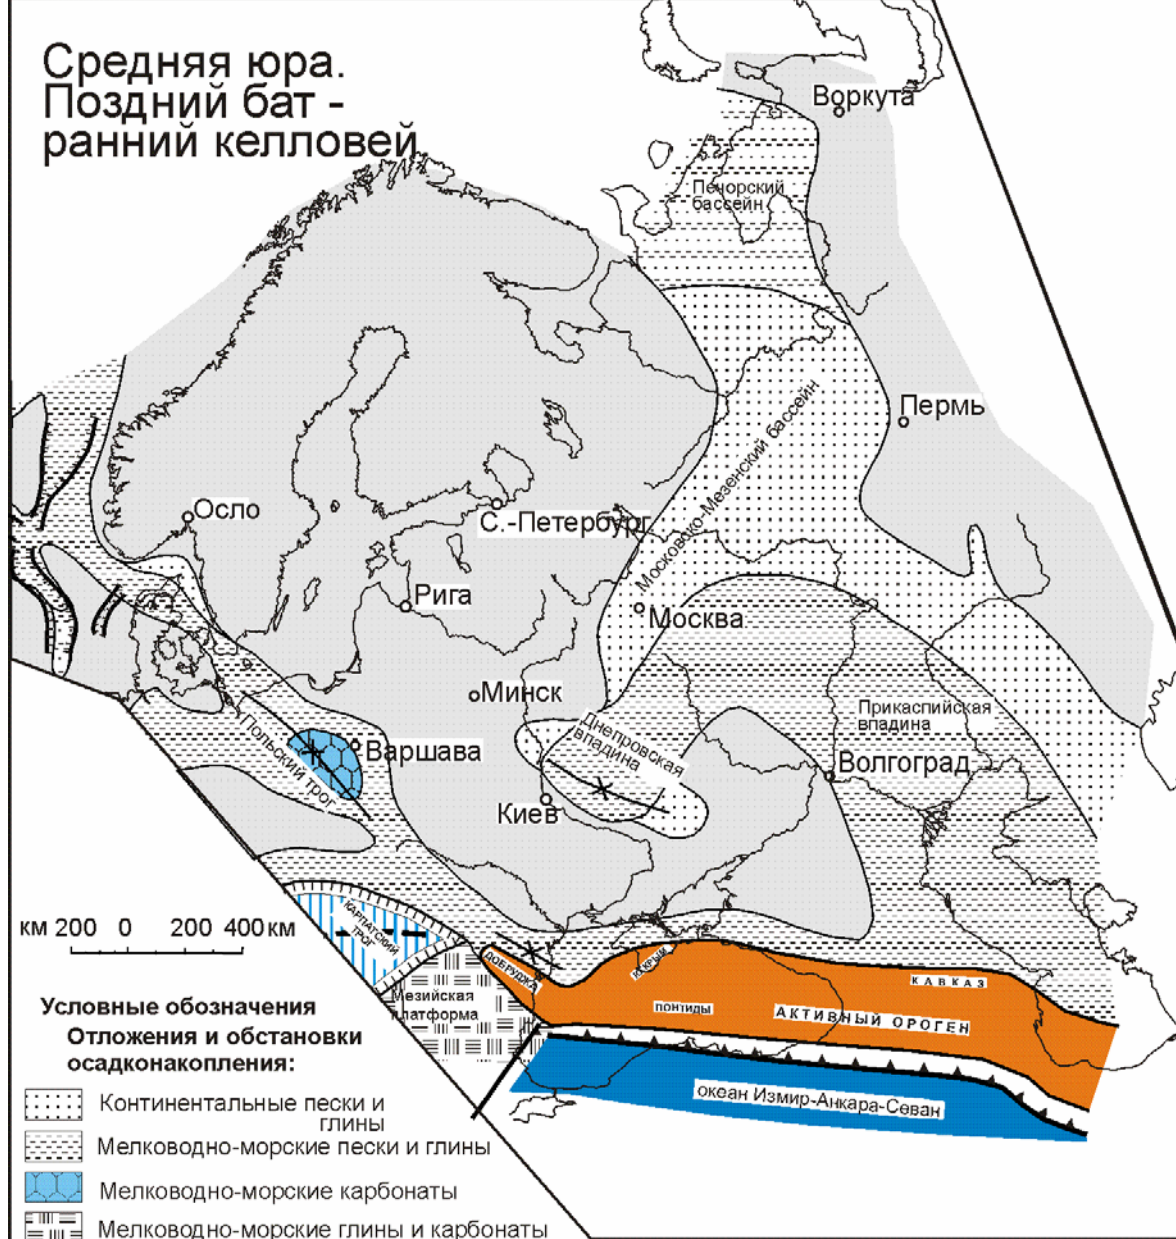 Средняя юра.
Поздний бат -
ранний келловей
Воркута
Печорский
бассейн
Пермь
Московоко-Мезенский бассейн
Осло
С.-Петербург
Рига
Москва
Минск
Днепровская
впадина
Прикаспийская
впадина
Польский трог
Варшава
Волгоград
Киев
КАРПАТСКИЙ
ТРОГ
км 200 0 200 400 км
ДОБРУДЖА
КАВКАЗ
Мезийская
платформа
ПОНТИДЫ
АКТИВНЫЙ ОРОГЕН
океан Измир-Анкара-Севан
Условные обозначения
Отложения и обстановки
осадконакопления:
Континентальные пески и
глины
Мелководно-морские пески и глины
Мелководно-морские карбонаты
Мелководно-морские глины и карбонаты